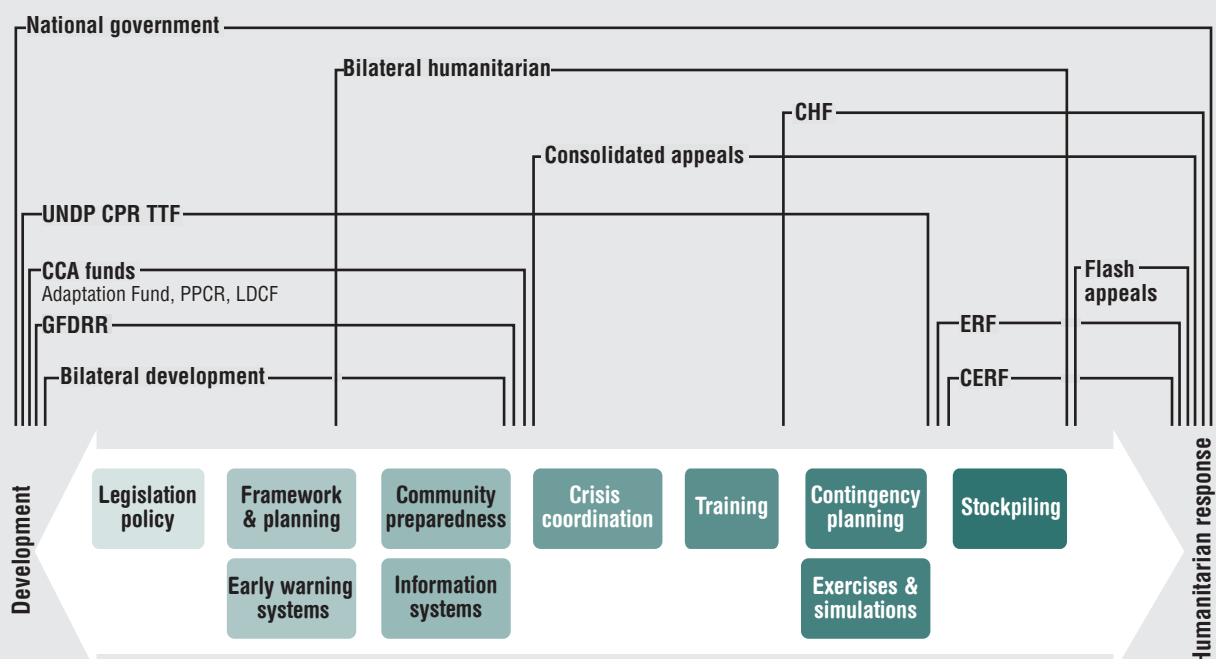 National government
Bilateral humanitarian
CHF
Consolidated appeals
UNDP CPR TTF
CCA funds
Adaptation Fund, PPCR, LDCF
Flash
appeals
GFDRR
ERF
Bilateral development
CERF
Development
Legislation
policy
Framework
& planning
Community
preparedness
Crisis
coordination
Training
Contingency
planning
Stockpiling
Early warning
systems
Information
systems
Exercises &
simulations
Humanitarian response